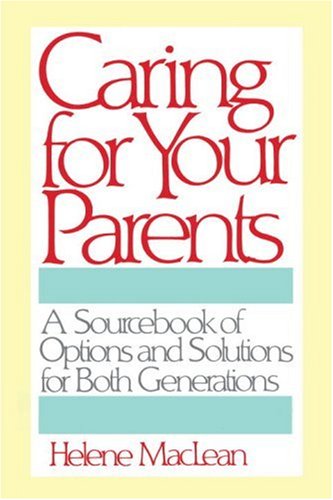 Caring
for Your
Parents
A Sourcebook of
Options and Solutions
for Both Generations
Helene MacLean